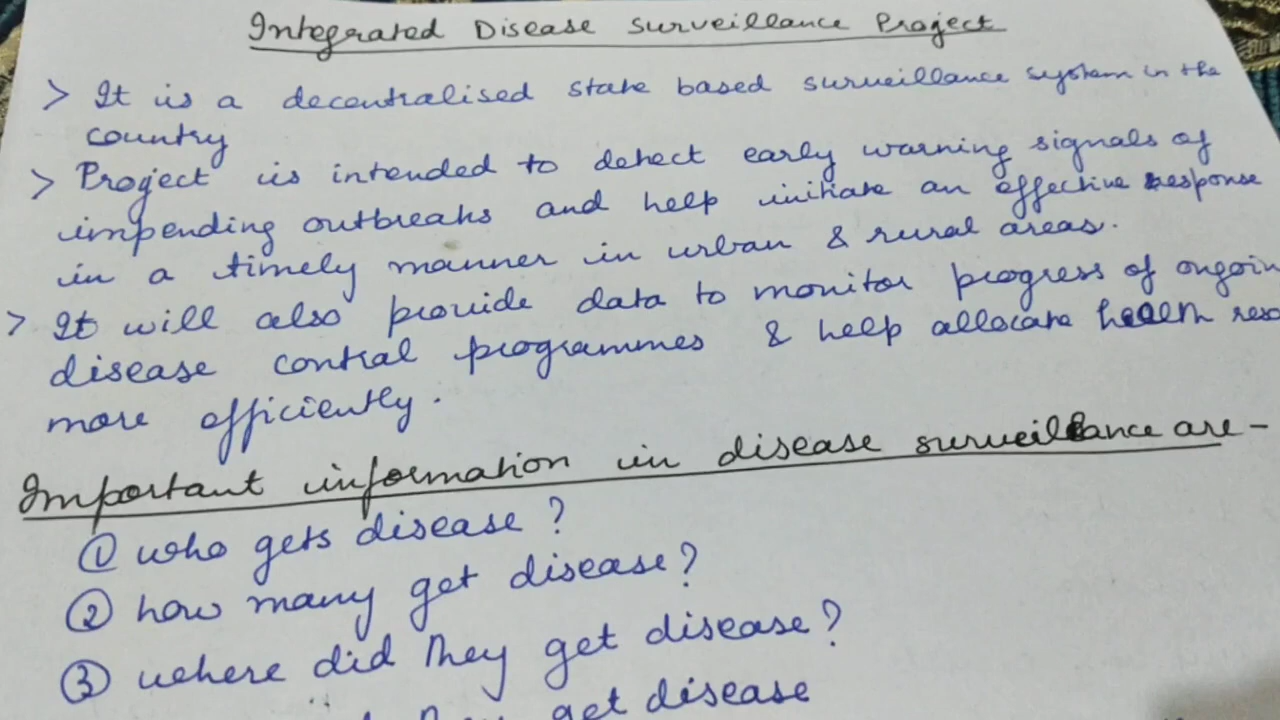 Integrated Disease Surveillance Project
> It is a decentralised state based surveillance system in the
country
> Project is intended to detect early warning signals of
impending outbreaks and help initiate an effective response
in a timely manner in urban & rural areas.
> It will also provide data to monitor progress of ongoin
disease control programmes & help allocate health reso
more efficiently.
Important information in disease surveillance are -
① who gets disease ?
② how many get disease?
③ where did they get disease?
they get disease